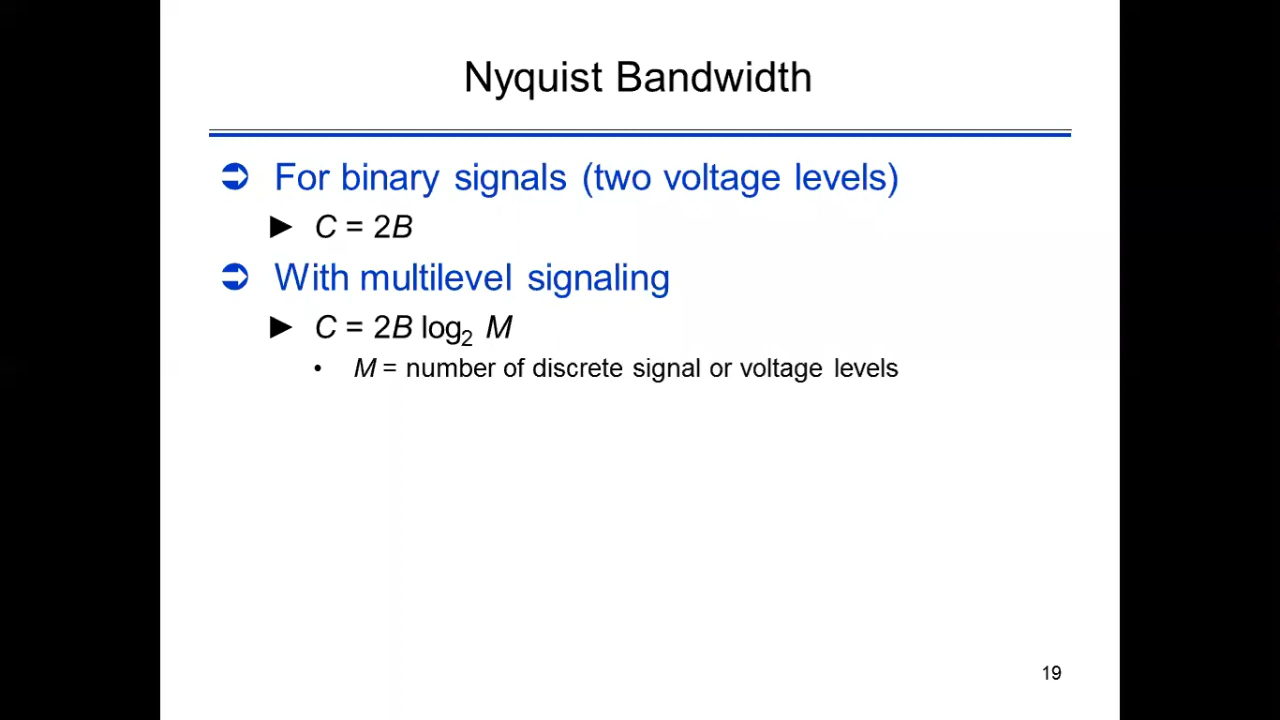 Nyquist Bandwidth
➲ For binary signals (two voltage levels)
► C = 2B
➲ With multilevel signaling
► C = 2B log₂ M
• M = number of discrete signal or voltage levels
19